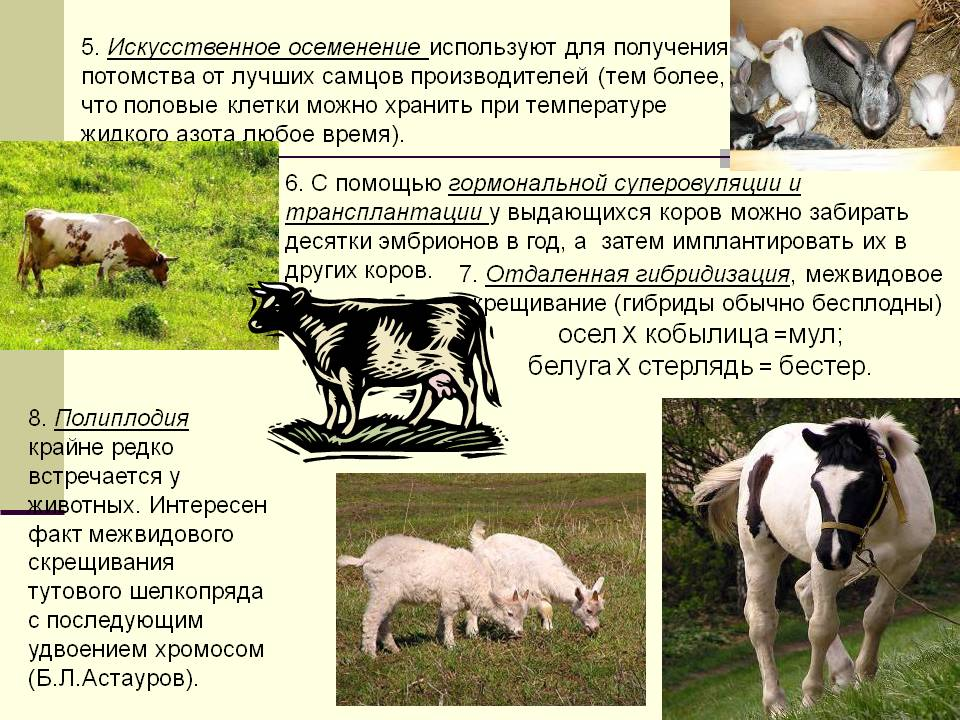 5. Искусственное осеменение используют для получения
потомства от лучших самцов производителей (тем более,
что половые клетки можно хранить при температуре
жидкого азота любое время).
6. С помощью гормональной суперовуляции и
трансплантации у выдающихся коров можно забирать
десятки эмбрионов в год, а затем имплантировать их в
других коров.
7. Отдаленная гибридизация, межвидовое
крещивание (гибриды обычно бесплодны)
осел X кобылица =мул;
белуга X стерлядь = бестер.
8. Полиплодия
крайне редко
встречается у
животных. Интересен
факт межвидового
скрещивания
тутового шелкопряда
с последующим
удвоением хромосом
(Б.Л.Астауров).